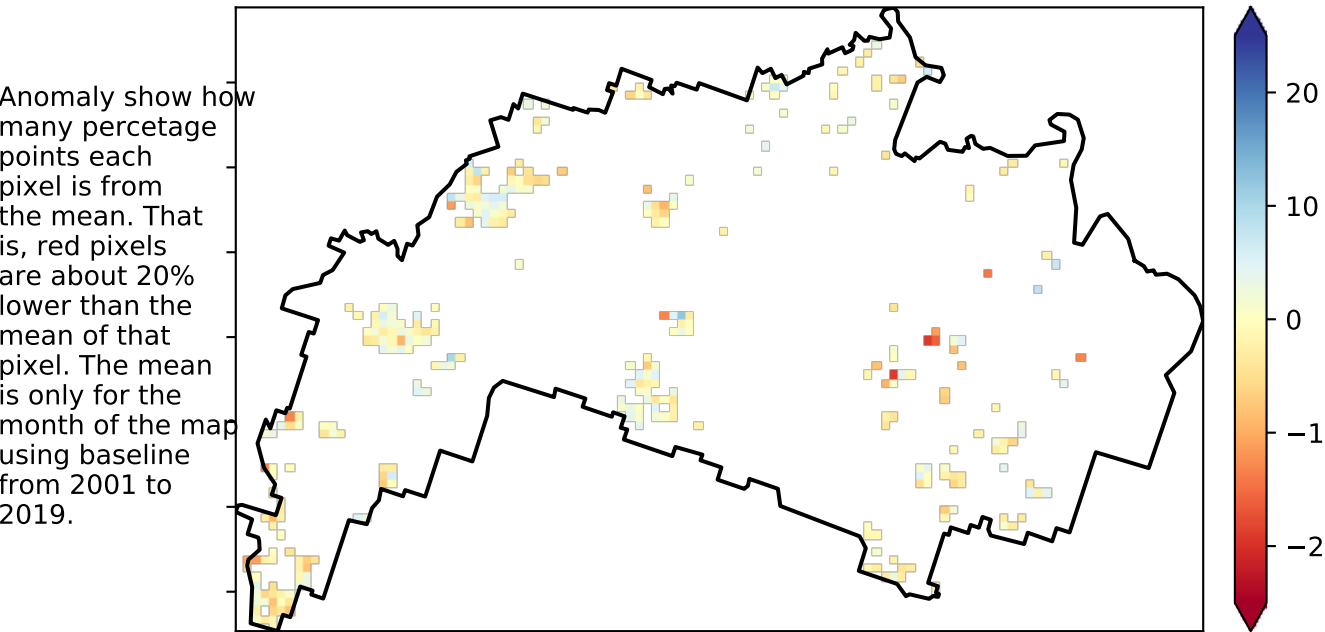 Anomaly show how
many percetage
points each
pixel is from
the mean. That
is, red pixels
are about 20%
lower than the
mean of that
pixel. The mean
is only for the
month of the map
using baseline
from 2001 to
2019.
20
10
0
−1
−2